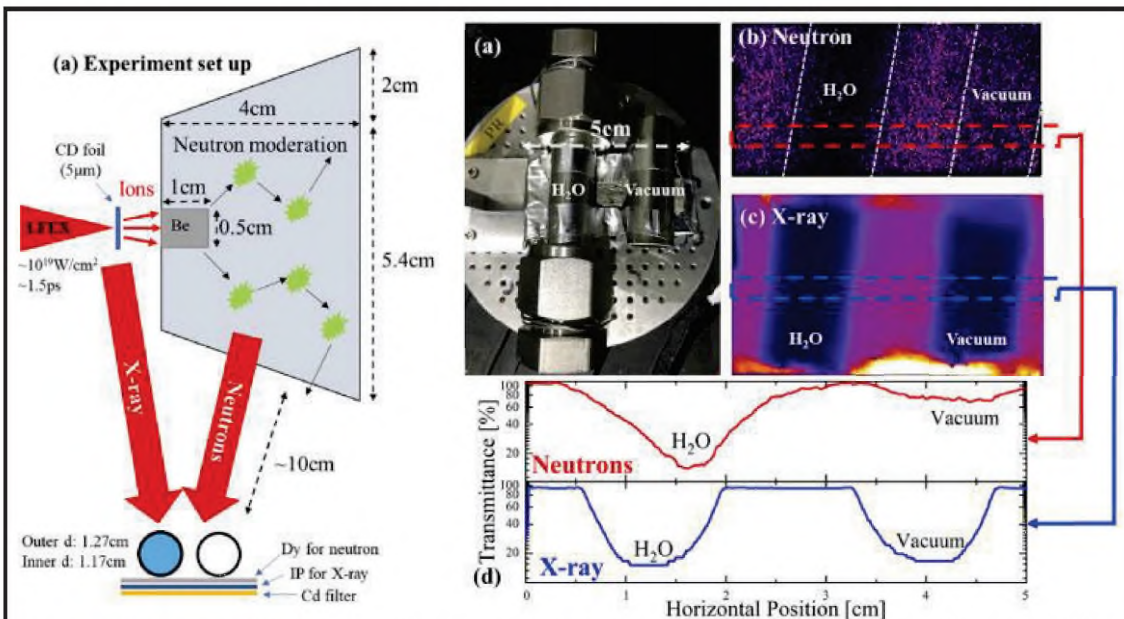 (a) Experiment set up
2cm
4cm
Neutron moderation
CD foil
(5μm)
Ions
1cm
LFEX
Be
0.5cm
~10¹⁹W/cm²
~1.5ps
5.4cm
X-ray
Neutrons
~10cm
Outer d: 1.27cm
Inner d: 1.17cm
Dy for neutron
IP for X-ray
Cd filter
(a)
PR
5cm
H₂O
Vacuum
(b) Neutron
H₂O
Vacuum
(c) X-ray
H₂O
Vacuum
(d)
Transmittance [%]
100
80
60
40
20
H₂O
Vacuum
Neutrons
100
80
60
40
20
H₂O
Vacuum
X-ray
0 1 2 3 4 5
Horizontal Position [cm]